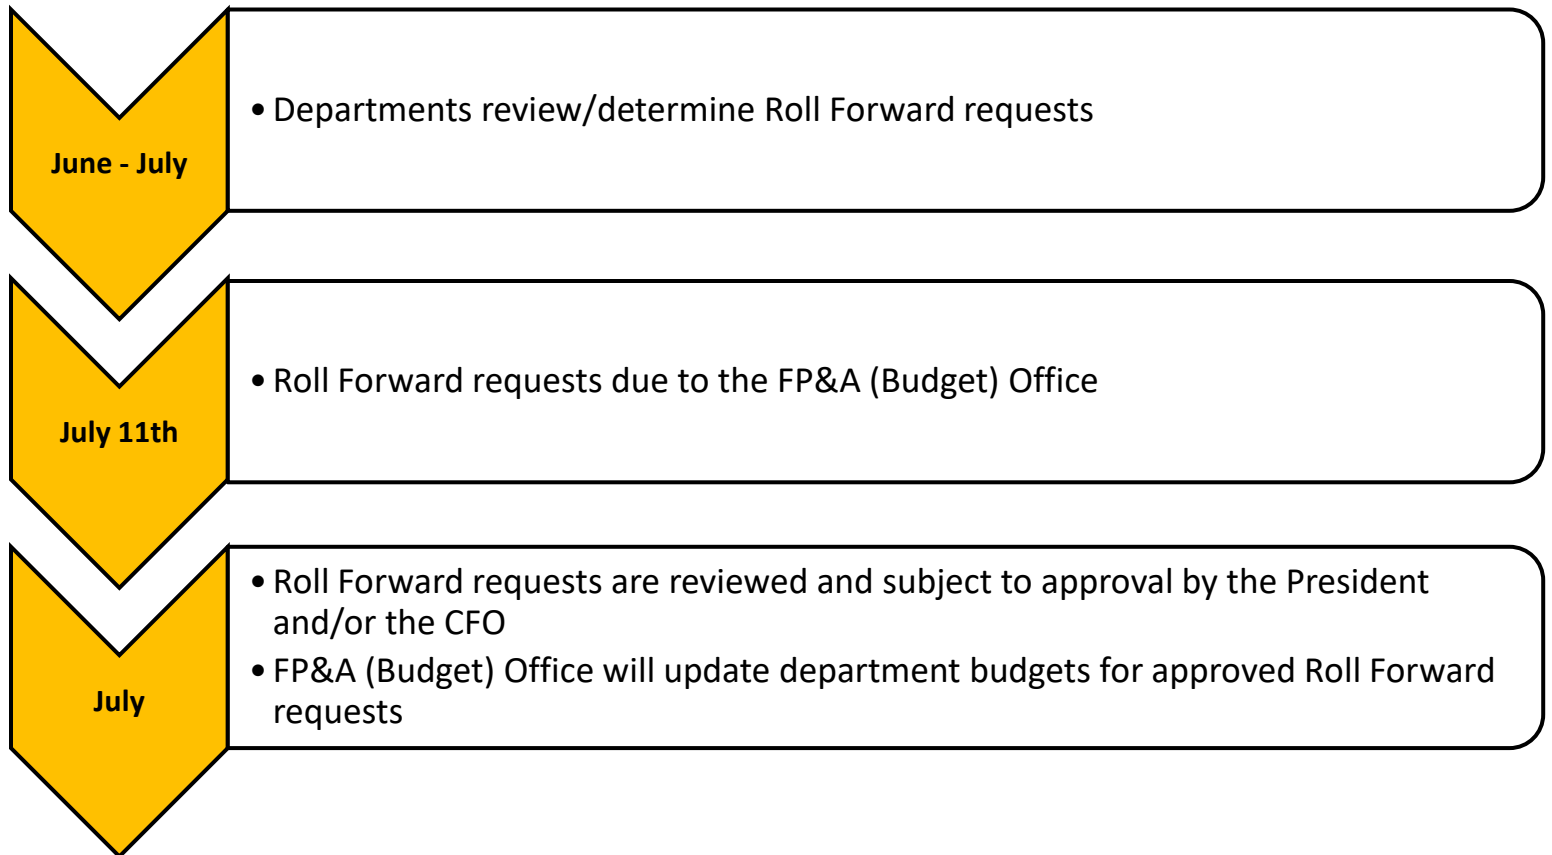 • Departments review/determine Roll Forward requests
June - July
• Roll Forward requests due to the FP&A (Budget) Office
July 11th
• Roll Forward requests are reviewed and subject to approval by the President
and/or the CFO
• FP&A (Budget) Office will update department budgets for approved Roll Forward
requests
July